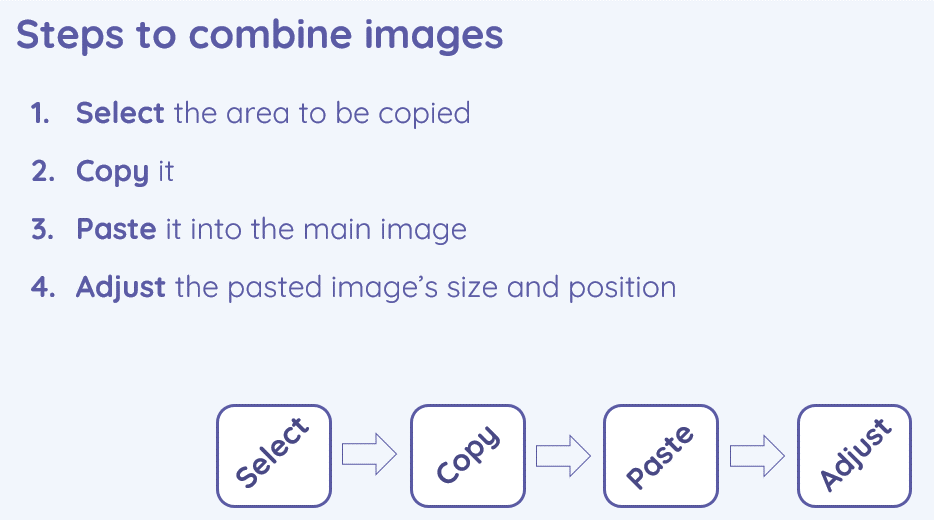 Steps to combine images
1. Select the area to be copied
2. Copy it
3. Paste it into the main image
4. Adjust the pasted image’s size and position
Select
Copy
Paste
Adjust